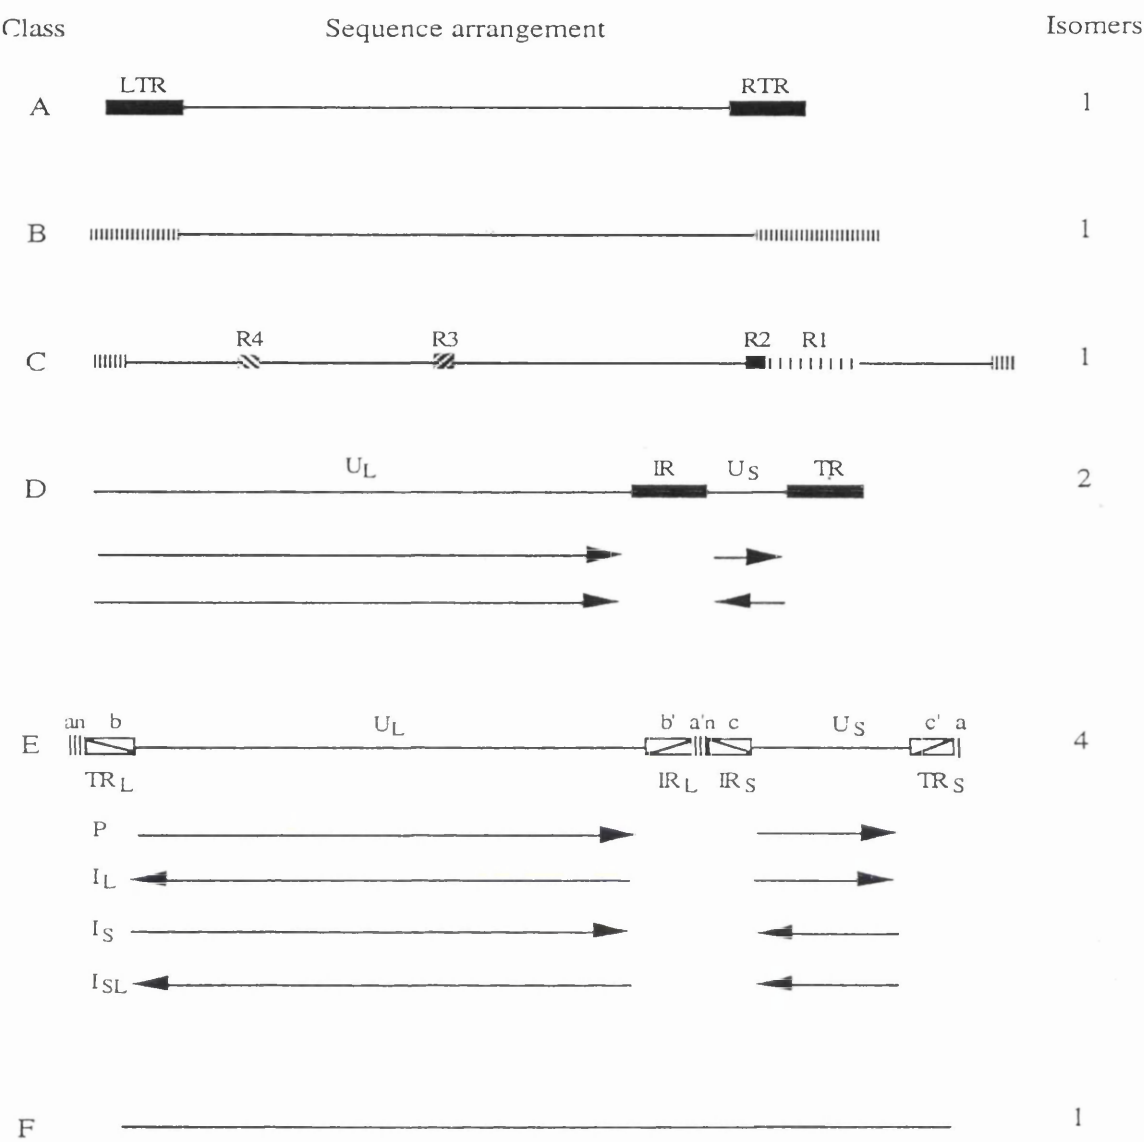 Class Sequence arrangement Isomers
LTR RTR
A 1
B 1
R4 R3 R2 R1
C 1
UL IR US TR
D 2
an b UL b' a'n c US c' a
E 4
TRL IRL IRS TRS
P
IL
IS
ISL
F 1